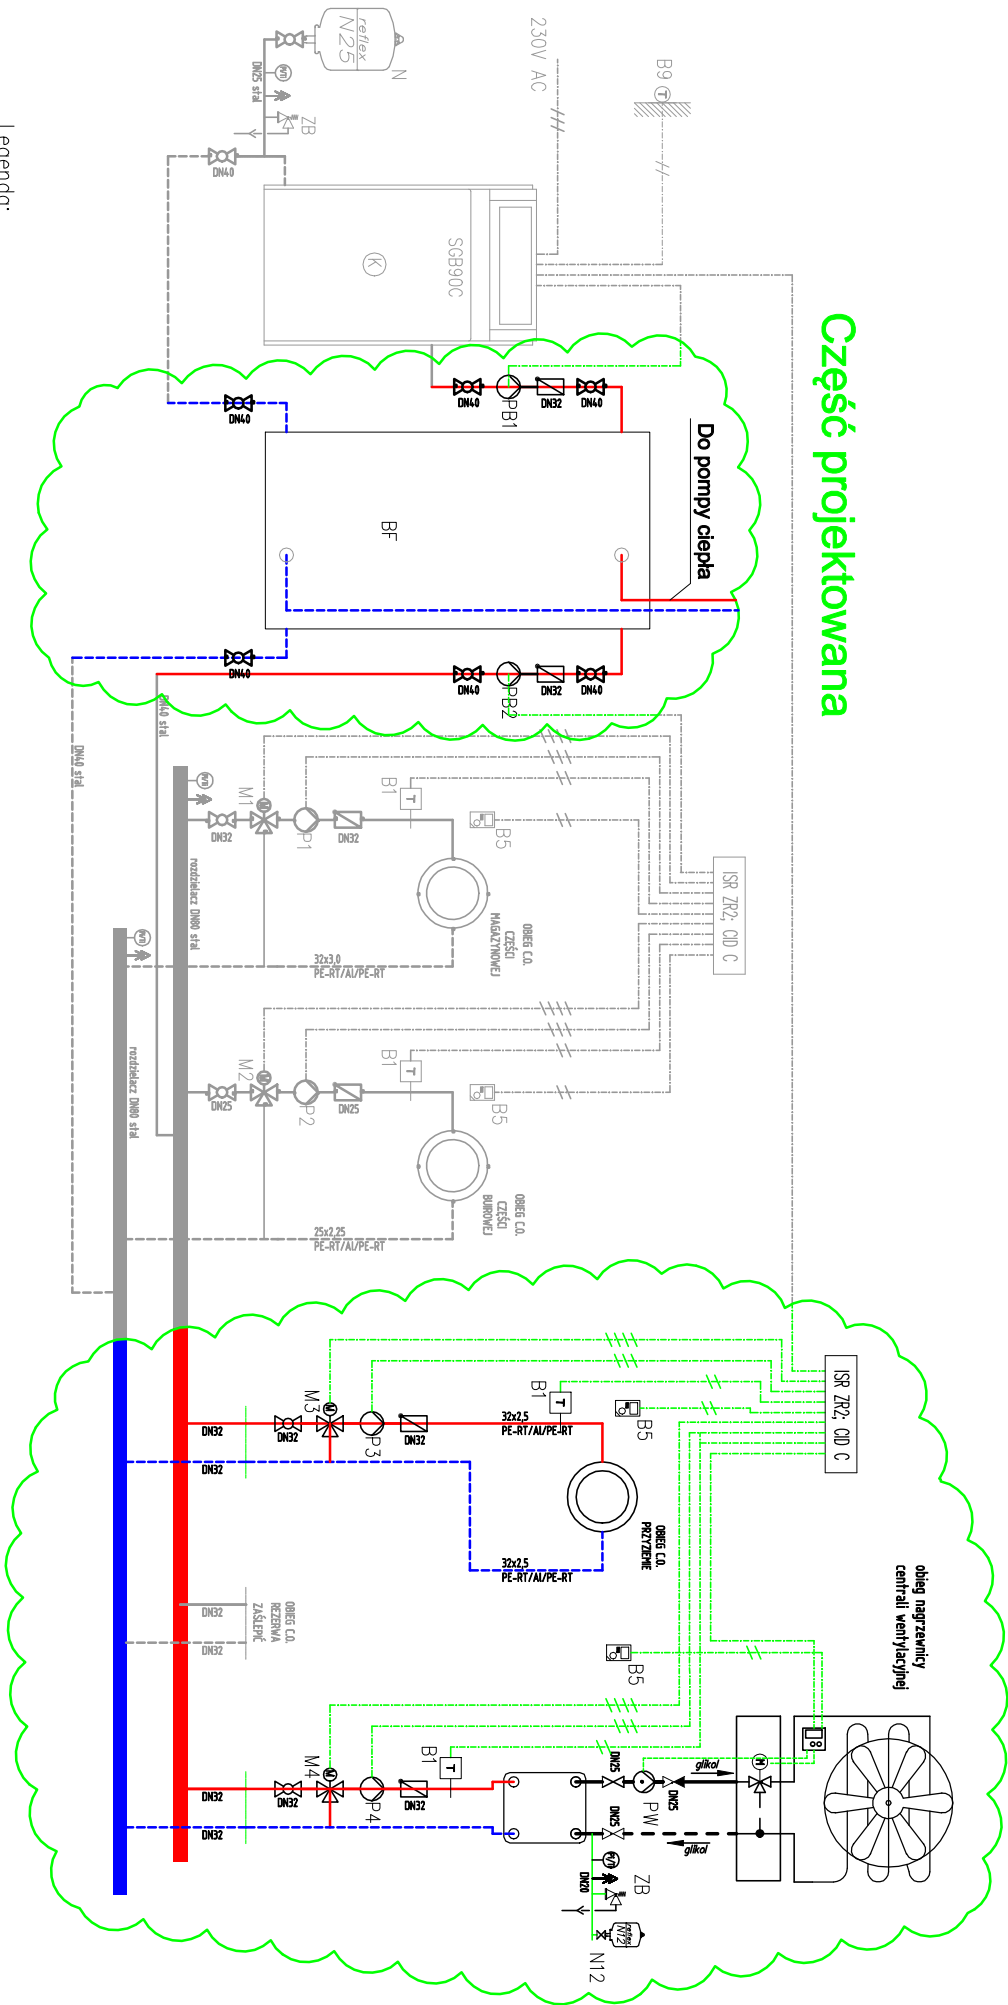 Część projektowana
230V AC
B9
T
reflex
N25
N
DN25 stal
ZB
DN40
SGB90C
K
Legenda:
DN40
PB1
DN32
DN40
DN40
Do pompy ciepła
BF
DN40
DN40
PB2
DN32
DN40
DN40 stal
DN40 stal
ISR ZR2; CID C
M1
M
P1
DN32
DN32
B1
T
B5
OBIEG C.O.
CZĘŚCI
MAGAZYNOWEJ
rozdzielacz DN80 stal
32x3,0
PE-RT/Al/PE-RT
M2
M
P2
DN25
DN25
B1
T
B5
OBIEG C.O.
CZĘŚCI
BIUROWEJ
rozdzielacz DN80 stal
25x2,25
PE-RT/Al/PE-RT
ISR ZR2; CID C
M3
M
P3
DN32
DN32
DN32
DN32
B1
T
B5
32x2,5
PE-RT/Al/PE-RT
OBIEG C.O.
PRZYZIEMIE
32x2,5
PE-RT/Al/PE-RT
OBIEG C.O.
REZERWA
ZAŚLEPIĆ
DN32
DN32
obieg nagrzewnicy
centrali wentylacyjnej
B5
M4
M
P4
DN32
DN32
DN32
DN32
B1
T
DN25
PW
DN25
DN25
glikol
glikol
M
DN20
ZB
reflex
N12
N12